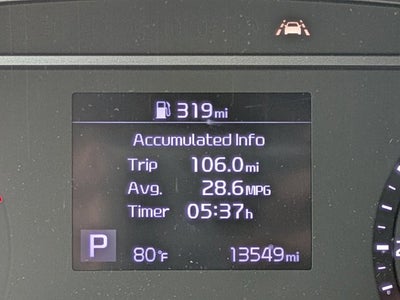 319mi
Accumulated Info
Trip 106.0mi
Avg. 28.6MPG
Timer 05:37h
P 80°F 13549mi